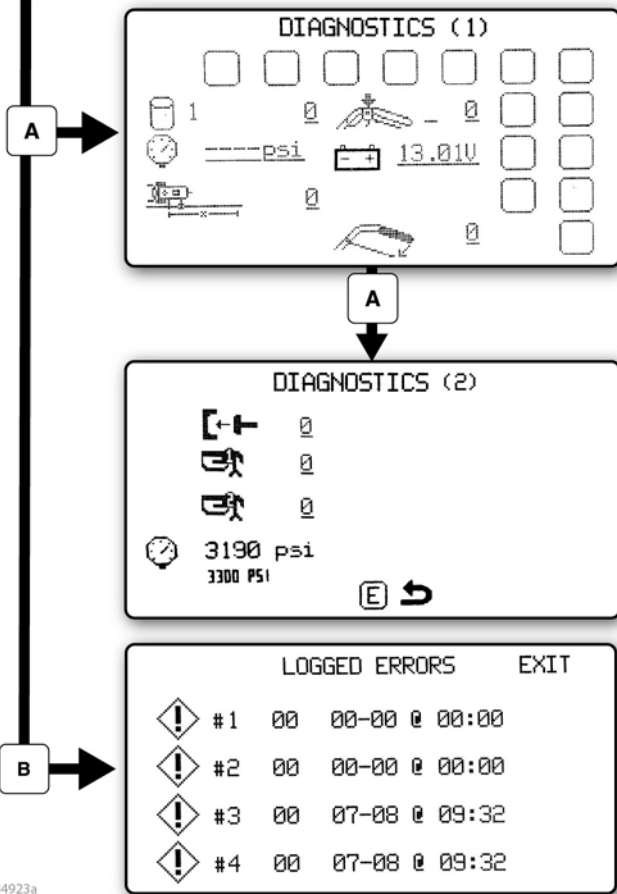 DIAGNOSTICS (1)
A
1 0 _ 0
----psi - + 13.01V
x
0
0
A
DIAGNOSTICS (2)
0
1 0
2 0
3190 psi
3300 PSI
E
LOGGED ERRORS EXIT
! #1 00 00-00 @ 00:00
B
! #2 00 00-00 @ 00:00
! #3 00 07-08 @ 09:32
! #4 00 07-08 @ 09:32
4923a